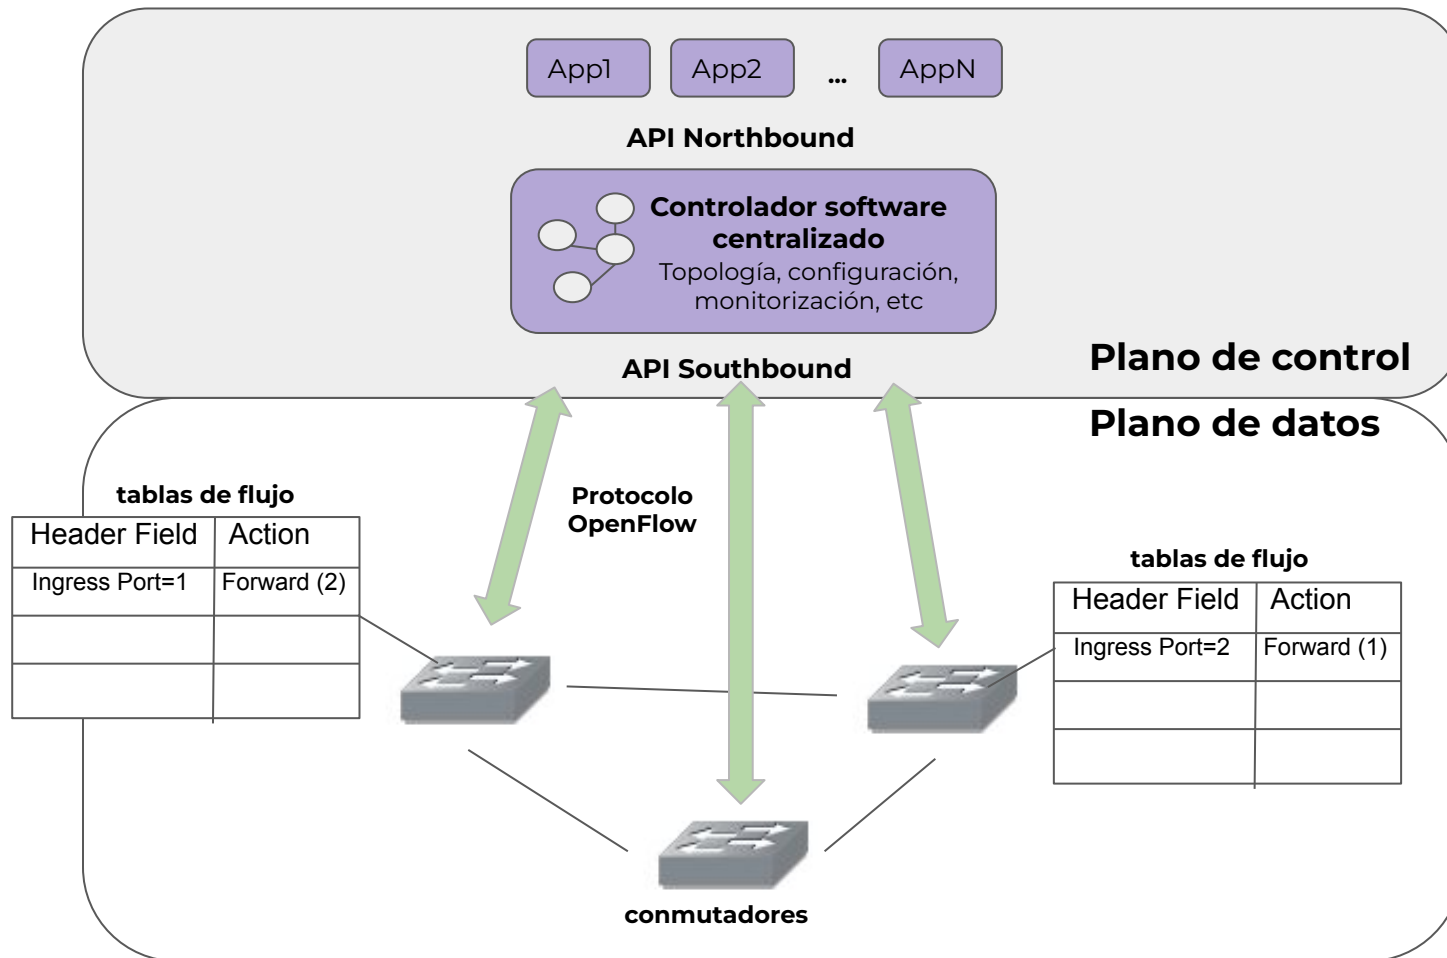 App1
App2
...
AppN
API Northbound
Controlador software
centralizado
Topología, configuración,
monitorización, etc
API Southbound
Plano de control
Plano de datos
tablas de flujo
Header Field Action
Ingress Port=1 Forward (2)
Protocolo
OpenFlow
tablas de flujo
Header Field Action
Ingress Port=2 Forward (1)
conmutadores